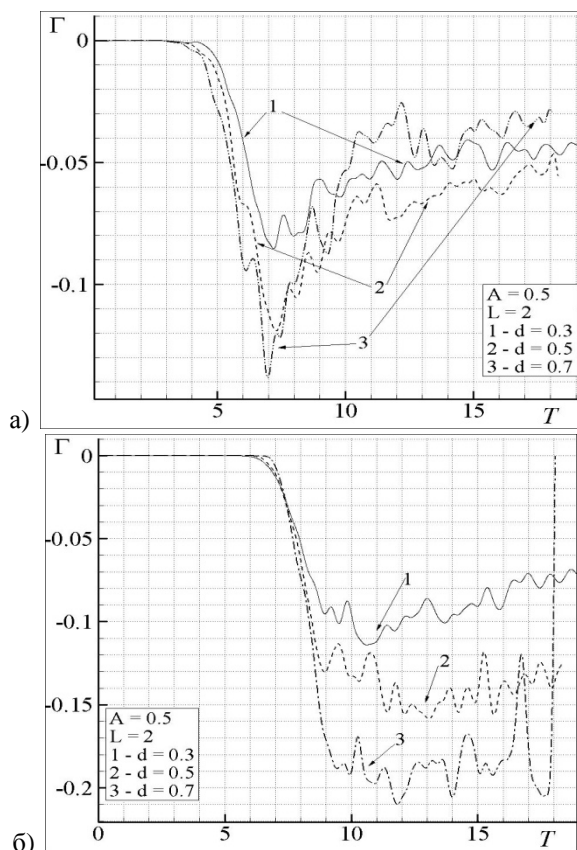 Γ
0
-0.05
-0.1
1
2
3
A = 0.5
L = 2
1 - d = 0.3
2 - d = 0.5
3 - d = 0.7
5
10
15
T
а)
Γ
0
-0.05
-0.1
-0.15
-0.2
1
2
3
A = 0.5
L = 2
1 - d = 0.3
2 - d = 0.5
3 - d = 0.7
0
5
10
15
T
б)